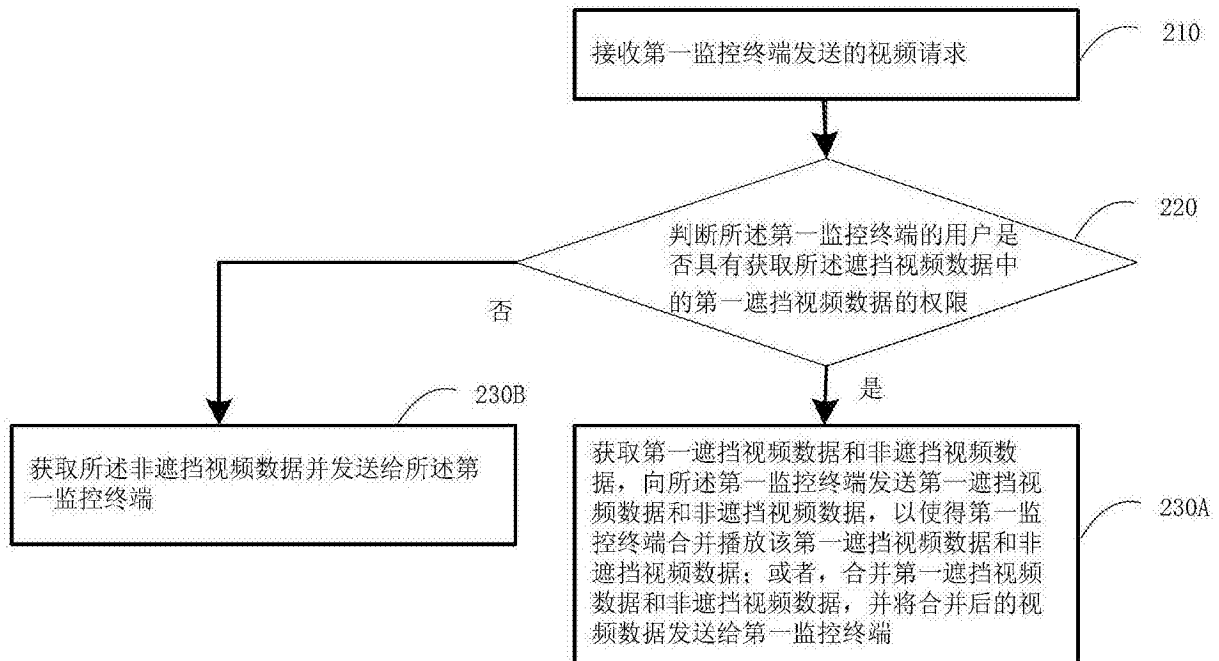 接收第一监控终端发送的视频请求
210
220
判断所述第一监控终端的用户是
否具有获取所述遮挡视频数据中
的第一遮挡视频数据的权限
否
是
230B
获取所述非遮挡视频数据并发送给所述第
一监控终端
获取第一遮挡视频数据和非遮挡视频数
据，向所述第一监控终端发送第一遮挡视
频数据和非遮挡视频数据，以使得第一监
控终端合并播放该第一遮挡视频数据和非
遮挡视频数据；或者，合并第一遮挡视频
数据和非遮挡视频数据，并将合并后的视
频数据发送给第一监控终端
230A